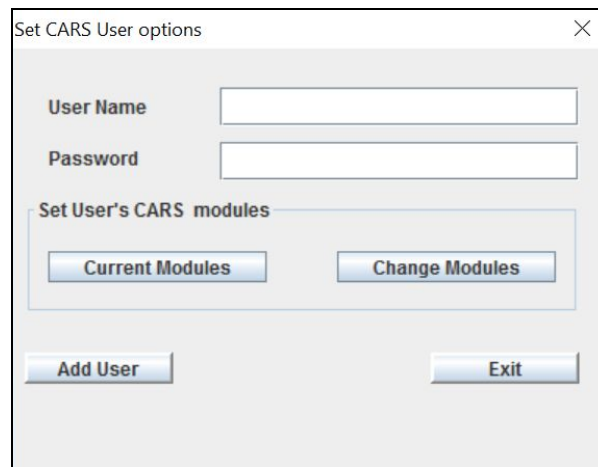 Set CARS User options
User Name
Password
Set User's CARS modules
Current Modules
Change Modules
Add User
Exit